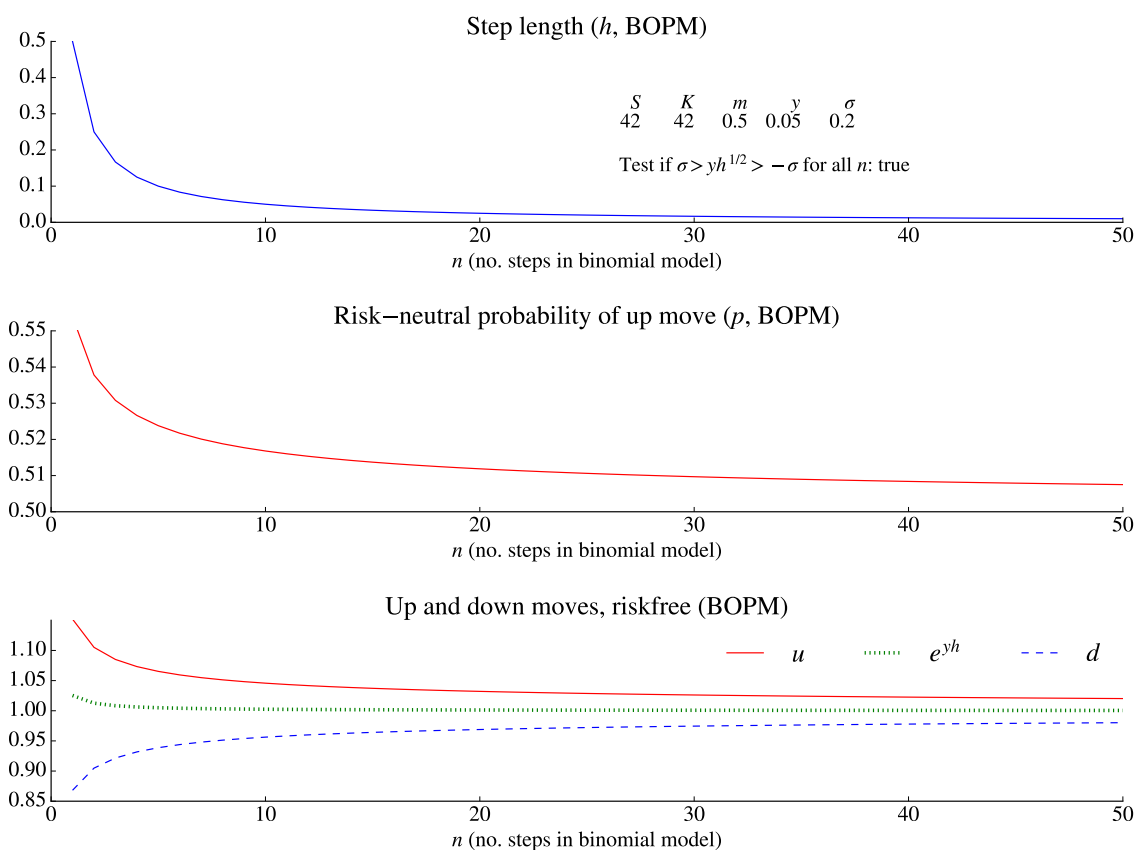 Step length (h, BOPM)
0.5
0.4
0.3
0.2
0.1
0.0
S K m y σ
42 42 0.5 0.05 0.2
Test if σ > yh^{1/2} > −σ for all n: true
0 10 20 30 40 50
n (no. steps in binomial model)
Risk−neutral probability of up move (p, BOPM)
0.55
0.54
0.53
0.52
0.51
0.50
0 10 20 30 40 50
n (no. steps in binomial model)
Up and down moves, riskfree (BOPM)
u e^{yh} d
1.10
1.05
1.00
0.95
0.90
0.85
0 10 20 30 40 50
n (no. steps in binomial model)